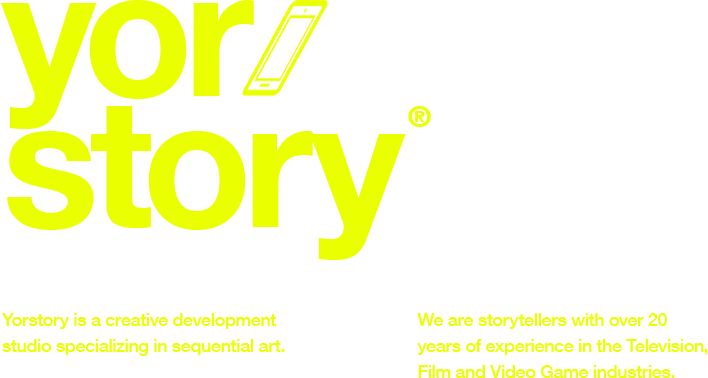 yor
story®
Yorstory is a creative development
studio specializing in sequential art.
We are storytellers with over 20
years of experience in the Television,
Film and Video Game industries.